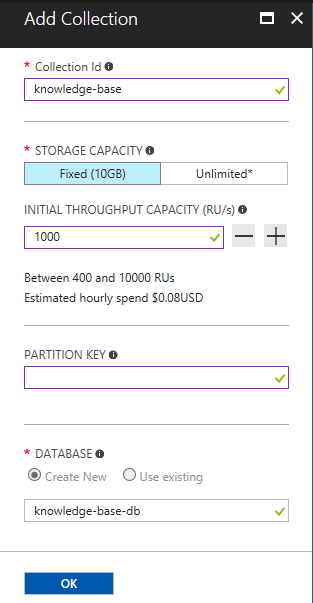 Add Collection
* Collection Id
knowledge-base
* STORAGE CAPACITY
Fixed (10GB) Unlimited*
INITIAL THROUGHPUT CAPACITY (RU/s)
1000
Between 400 and 10000 RUs
Estimated hourly spend $0.08USD
PARTITION KEY
* DATABASE
Create New Use existing
knowledge-base-db
OK